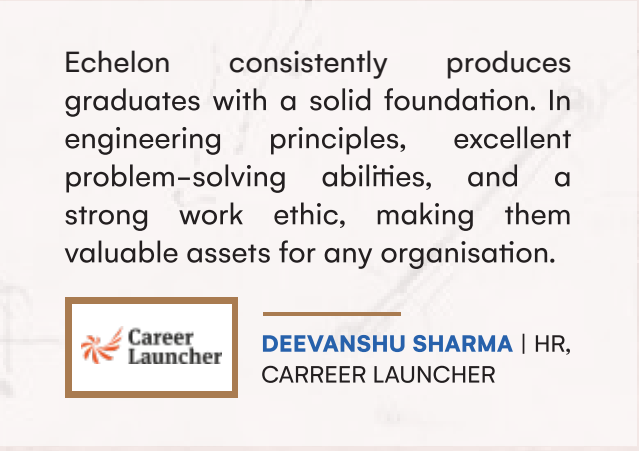 Echelon consistently produces
graduates with a solid foundation. In
engineering principles, excellent
problem-solving abilities, and a
strong work ethic, making them
valuable assets for any organisation.
Career
Launcher
DEEVANSHU SHARMA | HR,
CARREER LAUNCHER